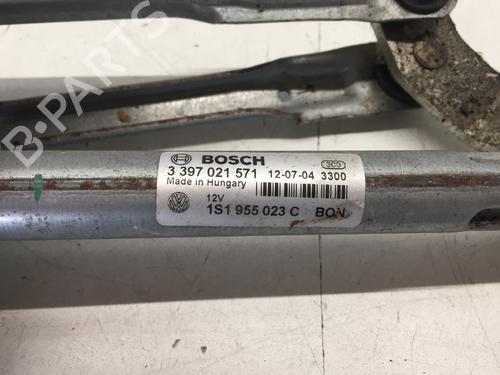 B-PARTS
BOSCH
3 397 021 571 12-07-04 3300
Made in Hungary
12V
1S1 955 023 C BON